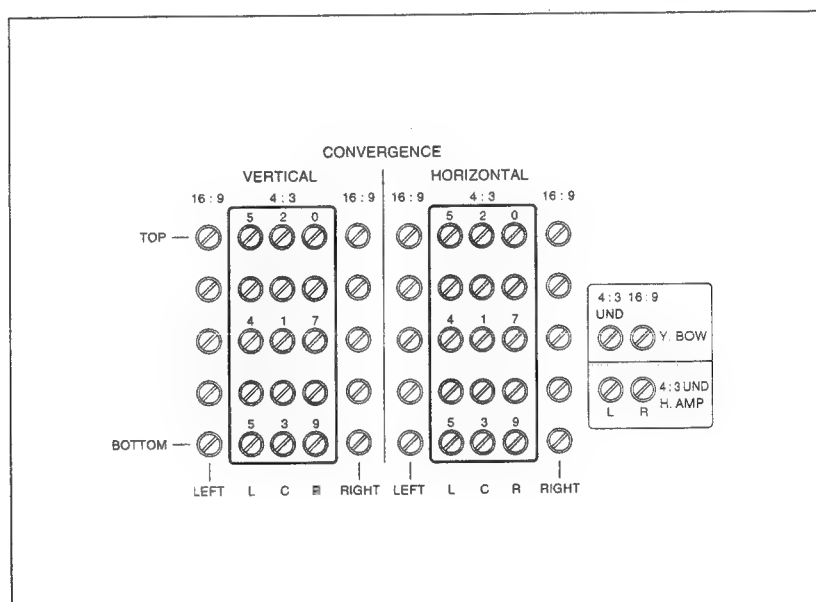 CONVERGENCE
VERTICAL HORIZONTAL
16 : 9 4 : 3 16 : 9 16 : 9 4 : 3 16 : 9
5 2 0 5 2 0
TOP
4 1 7 4 1 7
5 3 9 5 3 9
BOTTOM
LEFT L C RIGHT LEFT L C R RIGHT
4 : 3 16 : 9
UND
Y. BOW
4 : 3 UND
H. AMP
L R